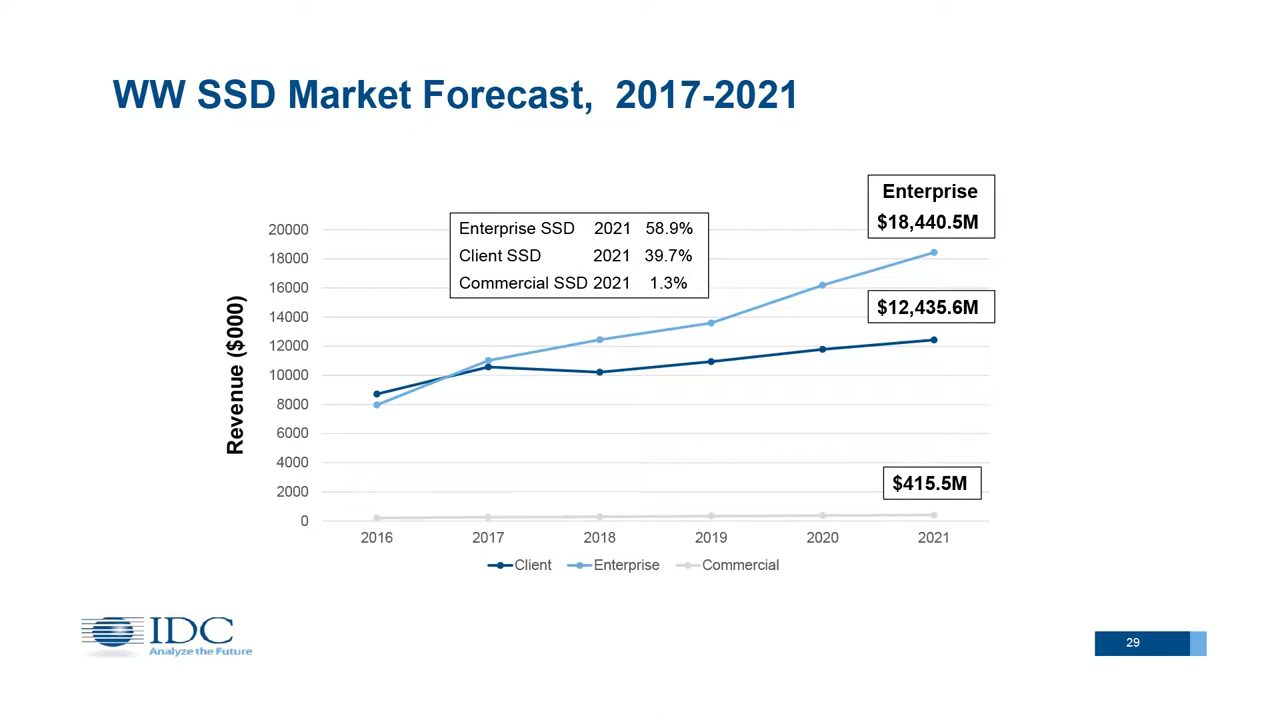 WW SSD Market Forecast,  2017-2021
Enterprise
$18,440.5M
Enterprise SSD 2021 58.9%
Client SSD 2021 39.7%
Commercial SSD 2021 1.3%
$12,435.6M
$415.5M
Revenue ($000)
20000
18000
16000
14000
12000
10000
8000
6000
4000
2000
0
2016 2017 2018 2019 2020 2021
Client Enterprise Commercial
IDC
Analyze the Future
29